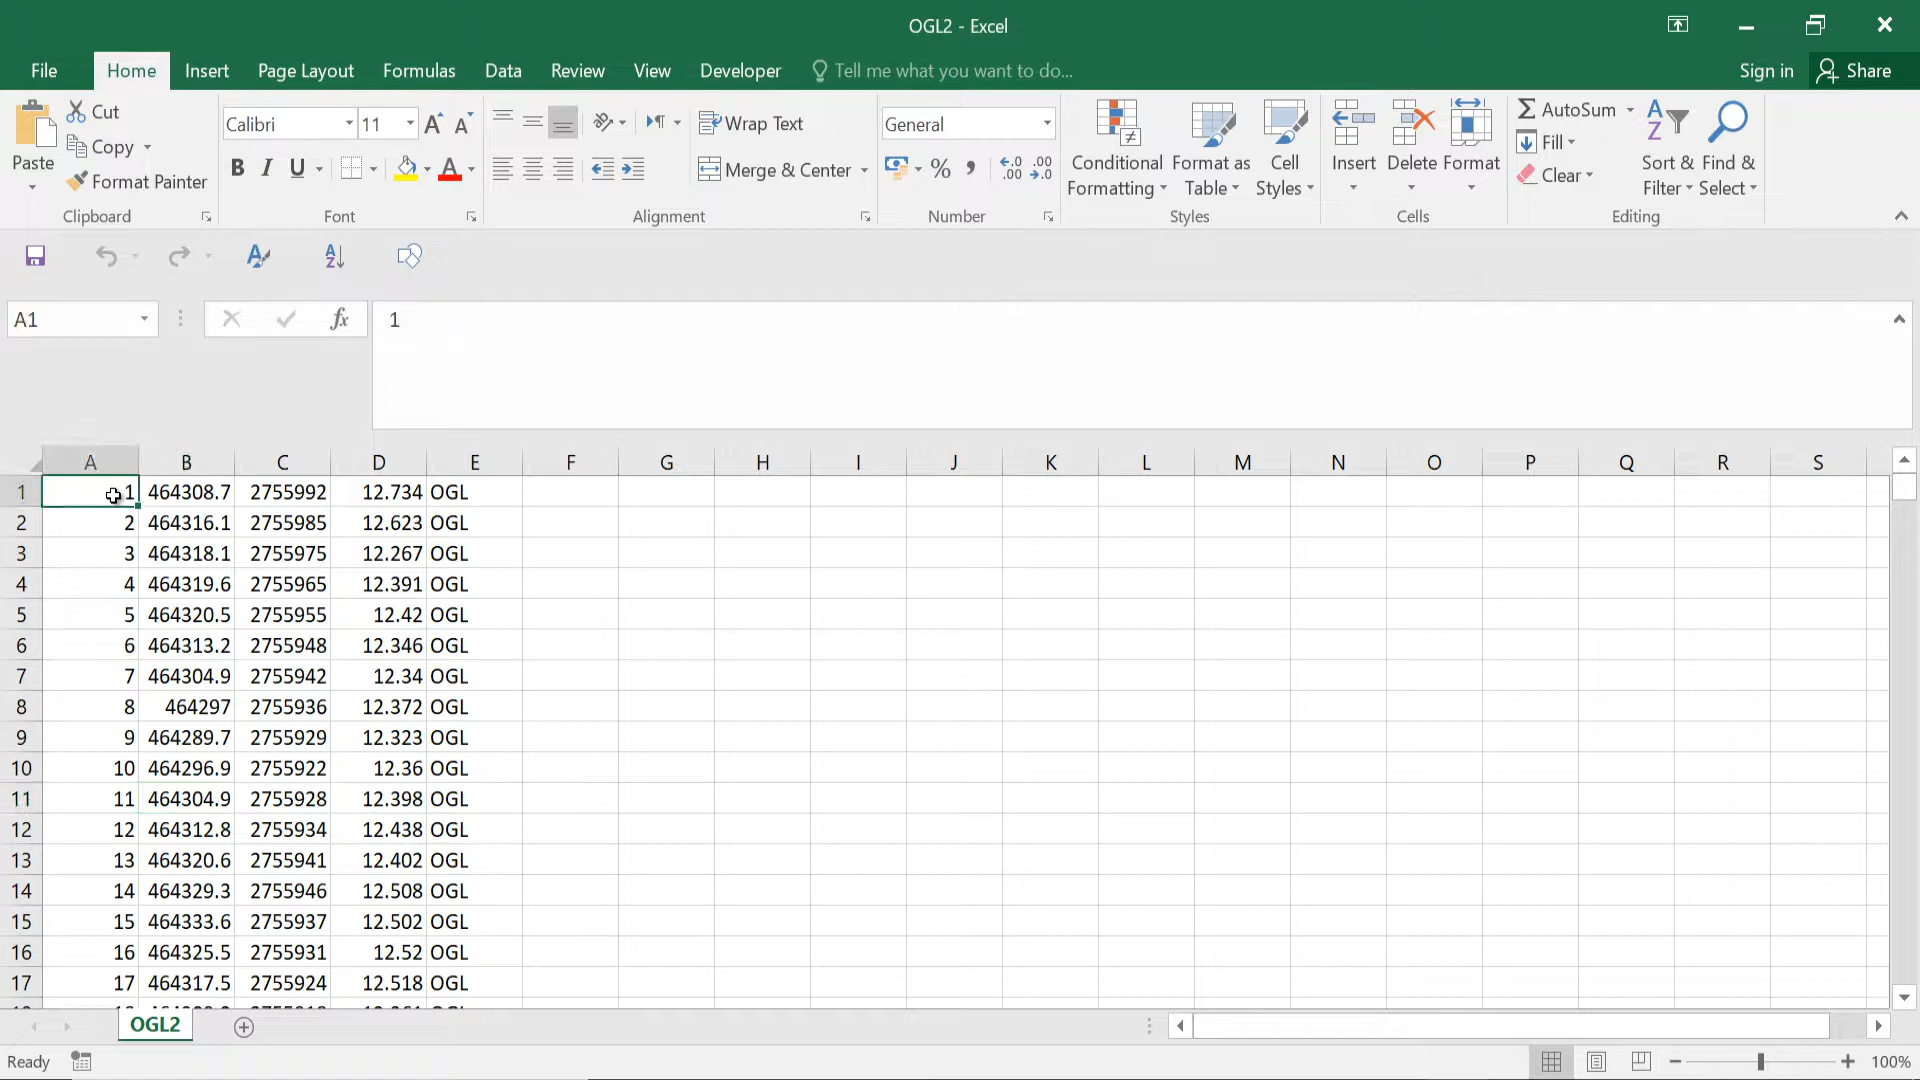 OGL2 - Excel
File Home Insert Page Layout Formulas Data Review View Developer Tell me what you want to do... Sign in Share
Paste Cut Copy Format Painter Clipboard
Calibri 11 A A B I U A Font
Wrap Text Merge & Center Alignment
General % , .00 .00 Number
Conditional Formatting Format as Table Cell Styles Styles
Insert Delete Format Cells
AutoSum Fill Clear Sort & Filter Find & Select Editing
A1 fx 1
A B C D E F G H I J K L M N O P Q R S
1 1 464308.7 2755992 12.734 OGL
2 2 464316.1 2755985 12.623 OGL
3 3 464318.1 2755975 12.267 OGL
4 4 464319.6 2755965 12.391 OGL
5 5 464320.5 2755955 12.42 OGL
6 6 464313.2 2755948 12.346 OGL
7 7 464304.9 2755942 12.34 OGL
8 8 464297 2755936 12.372 OGL
9 9 464289.7 2755929 12.323 OGL
10 10 464296.9 2755922 12.36 OGL
11 11 464304.9 2755928 12.398 OGL
12 12 464312.8 2755934 12.438 OGL
13 13 464320.6 2755941 12.402 OGL
14 14 464329.3 2755946 12.508 OGL
15 15 464333.6 2755937 12.502 OGL
16 16 464325.5 2755931 12.52 OGL
17 17 464317.5 2755924 12.518 OGL
OGL2
Ready 100%